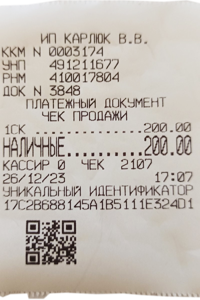 ИП КАРЛЮК В.В.
ККМ N 0003174
УНП 491211677
РНМ 410017804
ДОК N 3848
ПЛАТЕЖНЫЙ ДОКУМЕНТ
ЧЕК ПРОДАЖИ
1СК ..................200.00
НАЛИЧНЫЕ..........200.00
КАССИР 0 ЧЕК 2107
26/12/23 17:07
УНИКАЛЬНЫЙ ИДЕНТИФИКАТОР
17C2B688145A1B5111E324D1